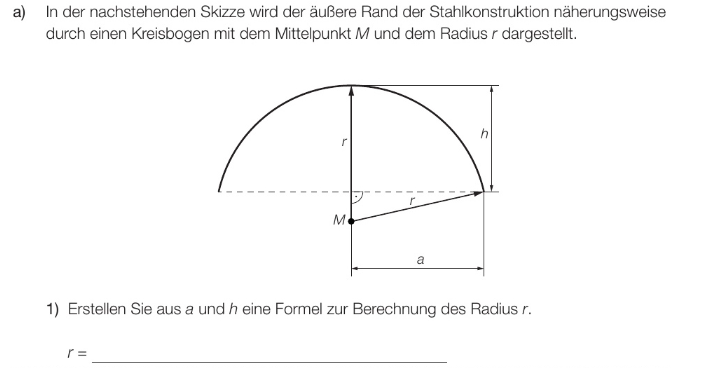 a) In der nachstehenden Skizze wird der äußere Rand der Stahlkonstruktion näherungsweise
durch einen Kreisbogen mit dem Mittelpunkt M und dem Radius r dargestellt.
r
h
r
M
a
1) Erstellen Sie aus a und h eine Formel zur Berechnung des Radius r.
r =